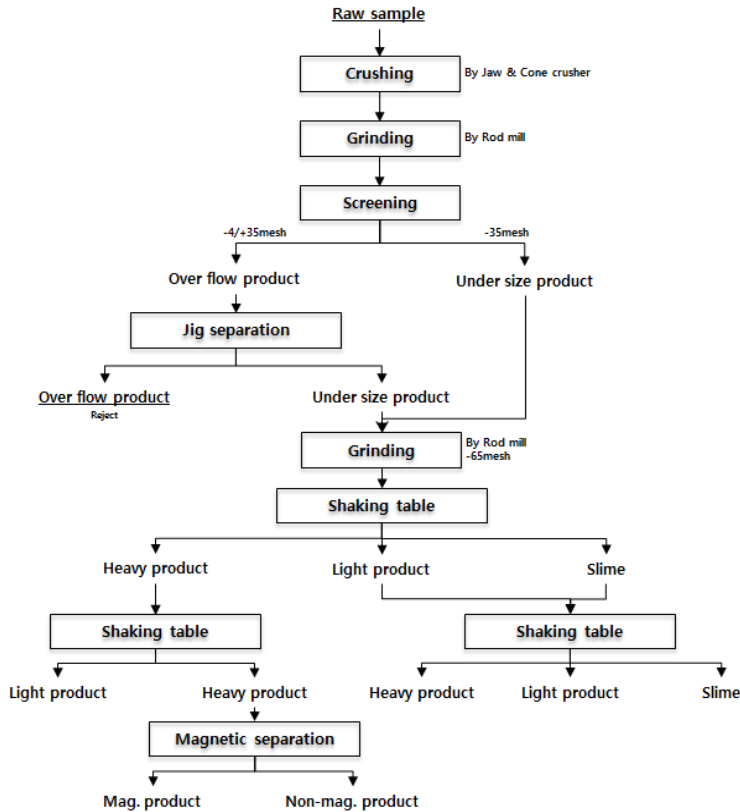 Raw sample
Crushing
By Jaw & Cone crusher
Grinding
By Rod mill
Screening
-4/+35mesh
-35mesh
Over flow product
Under size product
Jig separation
Over flow product
Reject
Under size product
Grinding
By Rod mill
-65mesh
Shaking table
Heavy product
Light product
Slime
Shaking table
Shaking table
Light product
Heavy product
Heavy product
Light product
Slime
Magnetic separation
Mag. product
Non-mag. product